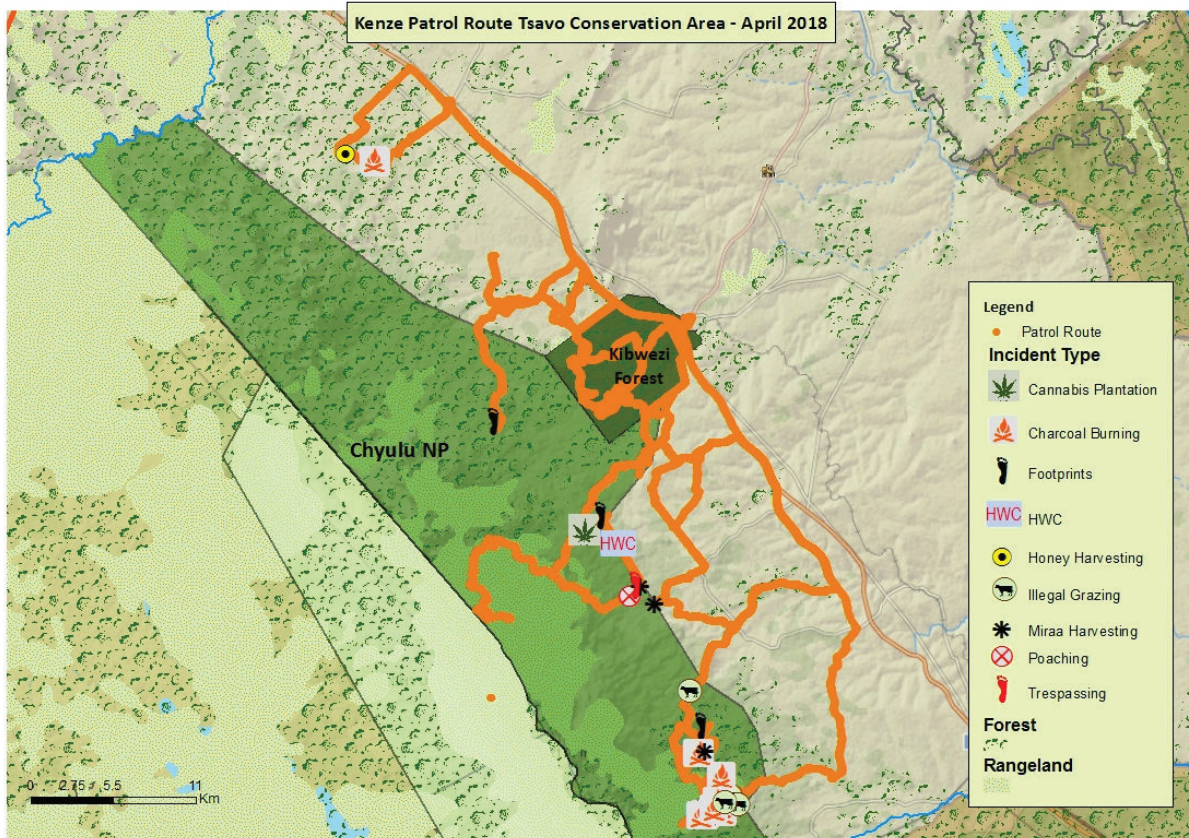 Kenze Patrol Route Tsavo Conservation Area - April 2018
Kibwezi
Forest
Chyulu NP
HWC
Legend
Patrol Route
Incident Type
Cannabis Plantation
Charcoal Burning
Footprints
HWC HWC
Honey Harvesting
Illegal Grazing
Miraa Harvesting
Poaching
Trespassing
Forest
Rangeland
0 2.75 5.5 11
Km